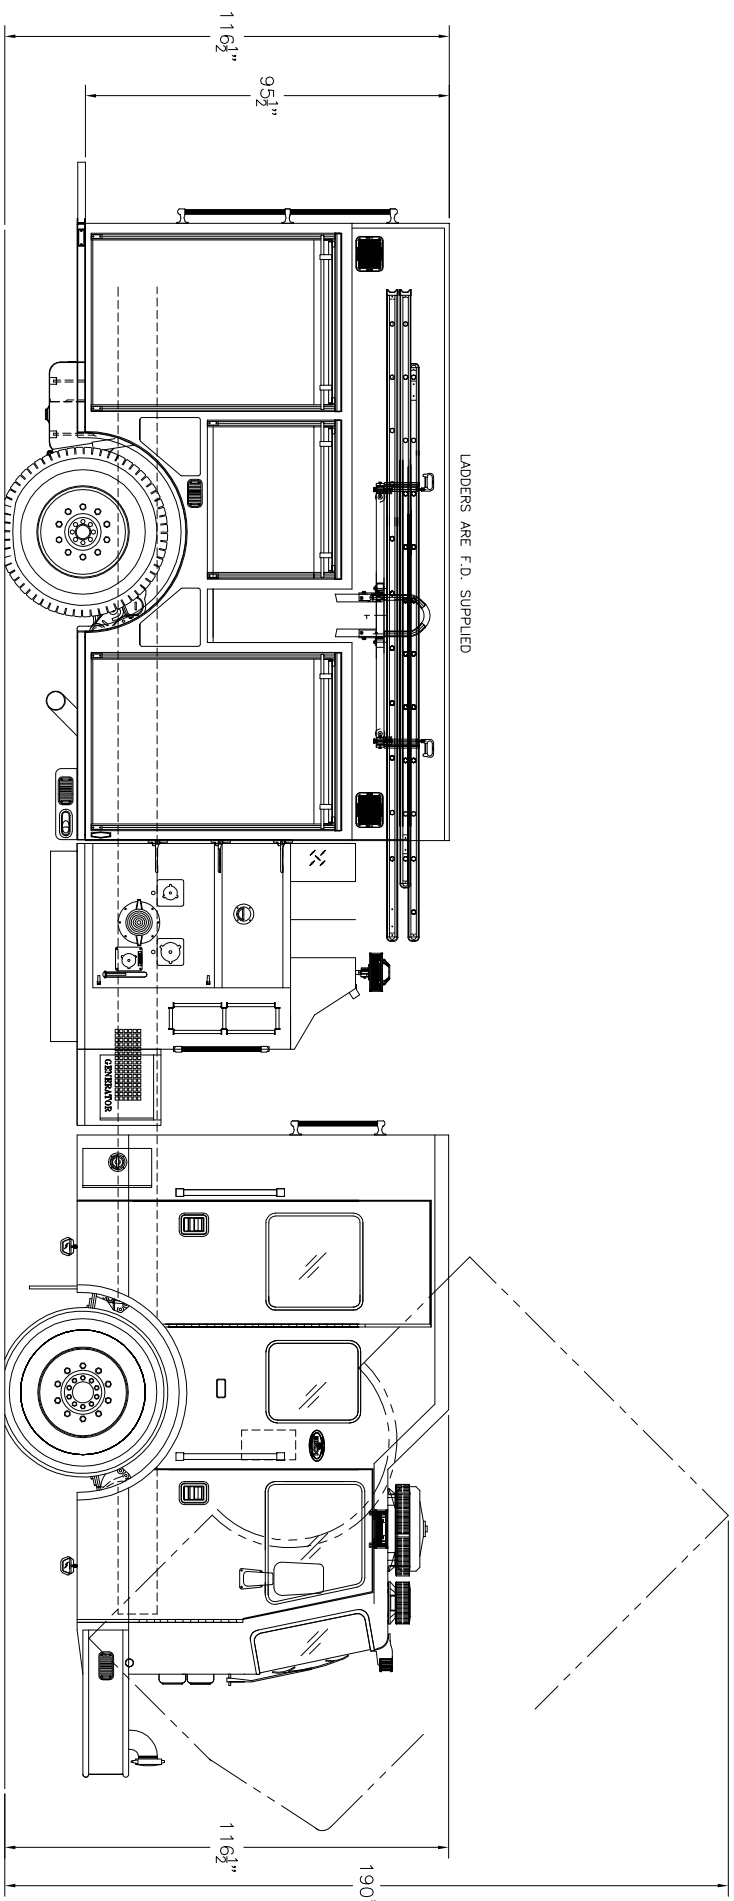 116½"
95½"
LADDERS ARE F.D. SUPPLIED
GENERATOR
116½"
190"